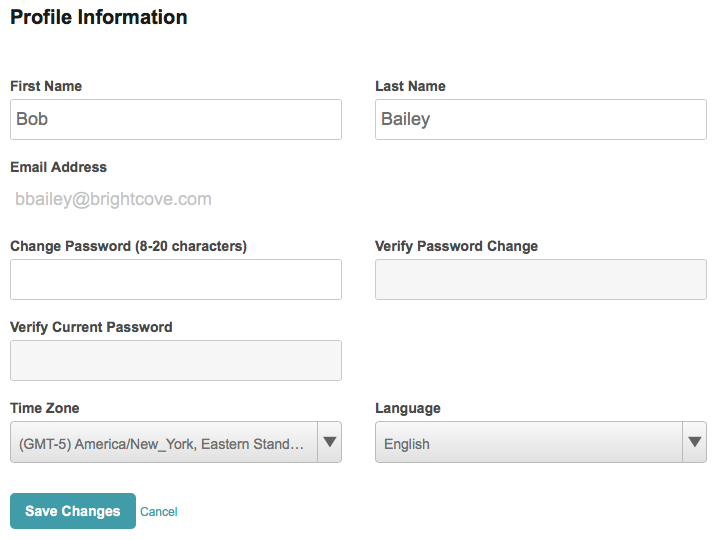 Profile Information
First Name
Last Name
Bob
Bailey
Email Address
bbailey@brightcove.com
Change Password (8-20 characters)
Verify Password Change
Verify Current Password
Time Zone
Language
(GMT-5) America/New_York, Eastern Stand...
English
Save Changes
Cancel